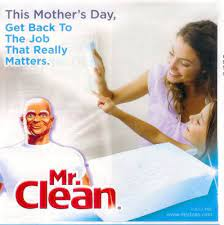 This Mother's Day,
Get Back To
The Job
That Really
Matters.
Mr.
Clean.